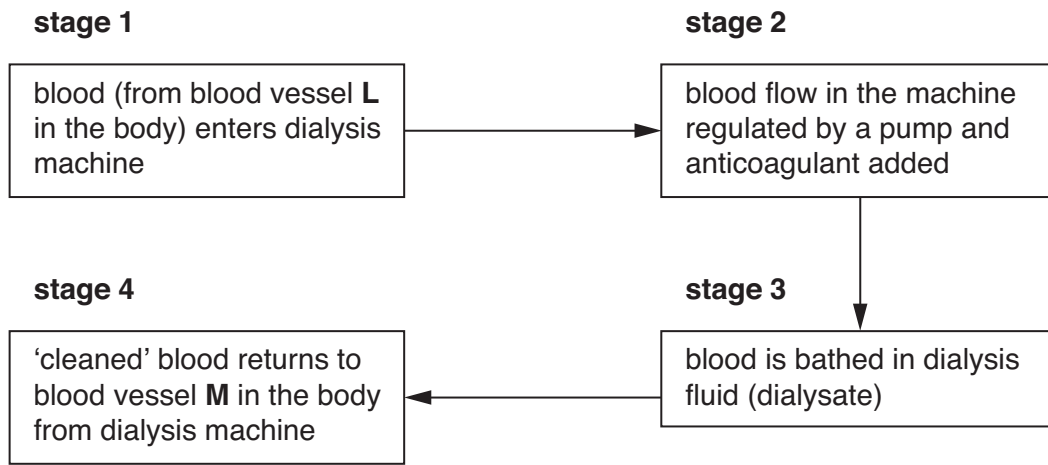 stage 1
blood (from blood vessel L
in the body) enters dialysis
machine
stage 2
blood flow in the machine
regulated by a pump and
anticoagulant added
stage 3
blood is bathed in dialysis
fluid (dialysate)
stage 4
‘cleaned’ blood returns to
blood vessel M in the body
from dialysis machine